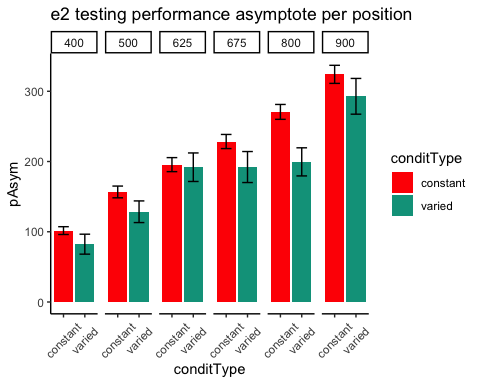 e2 testing performance asymptote per position
400 500 625 675 800 900
300
200
100
0
pAsym
constant varied constant varied constant varied constant varied constant varied constant varied
conditType
conditType
constant
varied